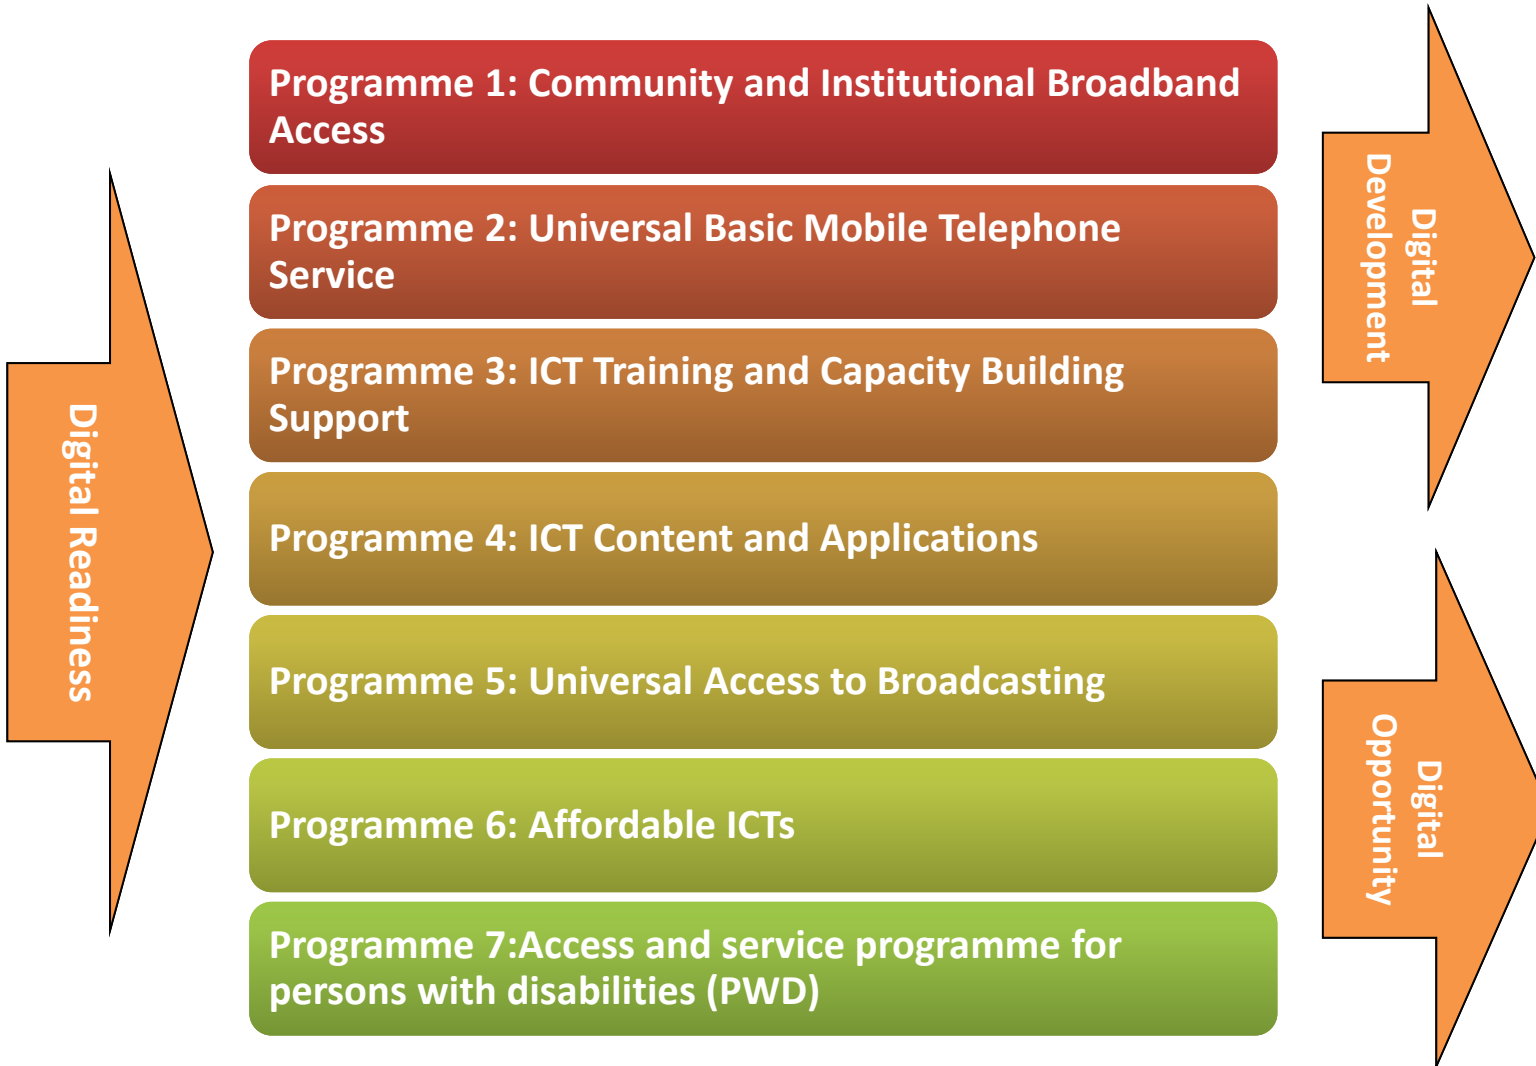 Programme 1: Community and Institutional Broadband
Access
Programme 2: Universal Basic Mobile Telephone
Service
Programme 3: ICT Training and Capacity Building
Support
Programme 4: ICT Content and Applications
Programme 5: Universal Access to Broadcasting
Programme 6: Affordable ICTs
Programme 7:Access and service programme for
persons with disabilities (PWD)
Digital Readiness
Digital
Development
Digital
Opportunity